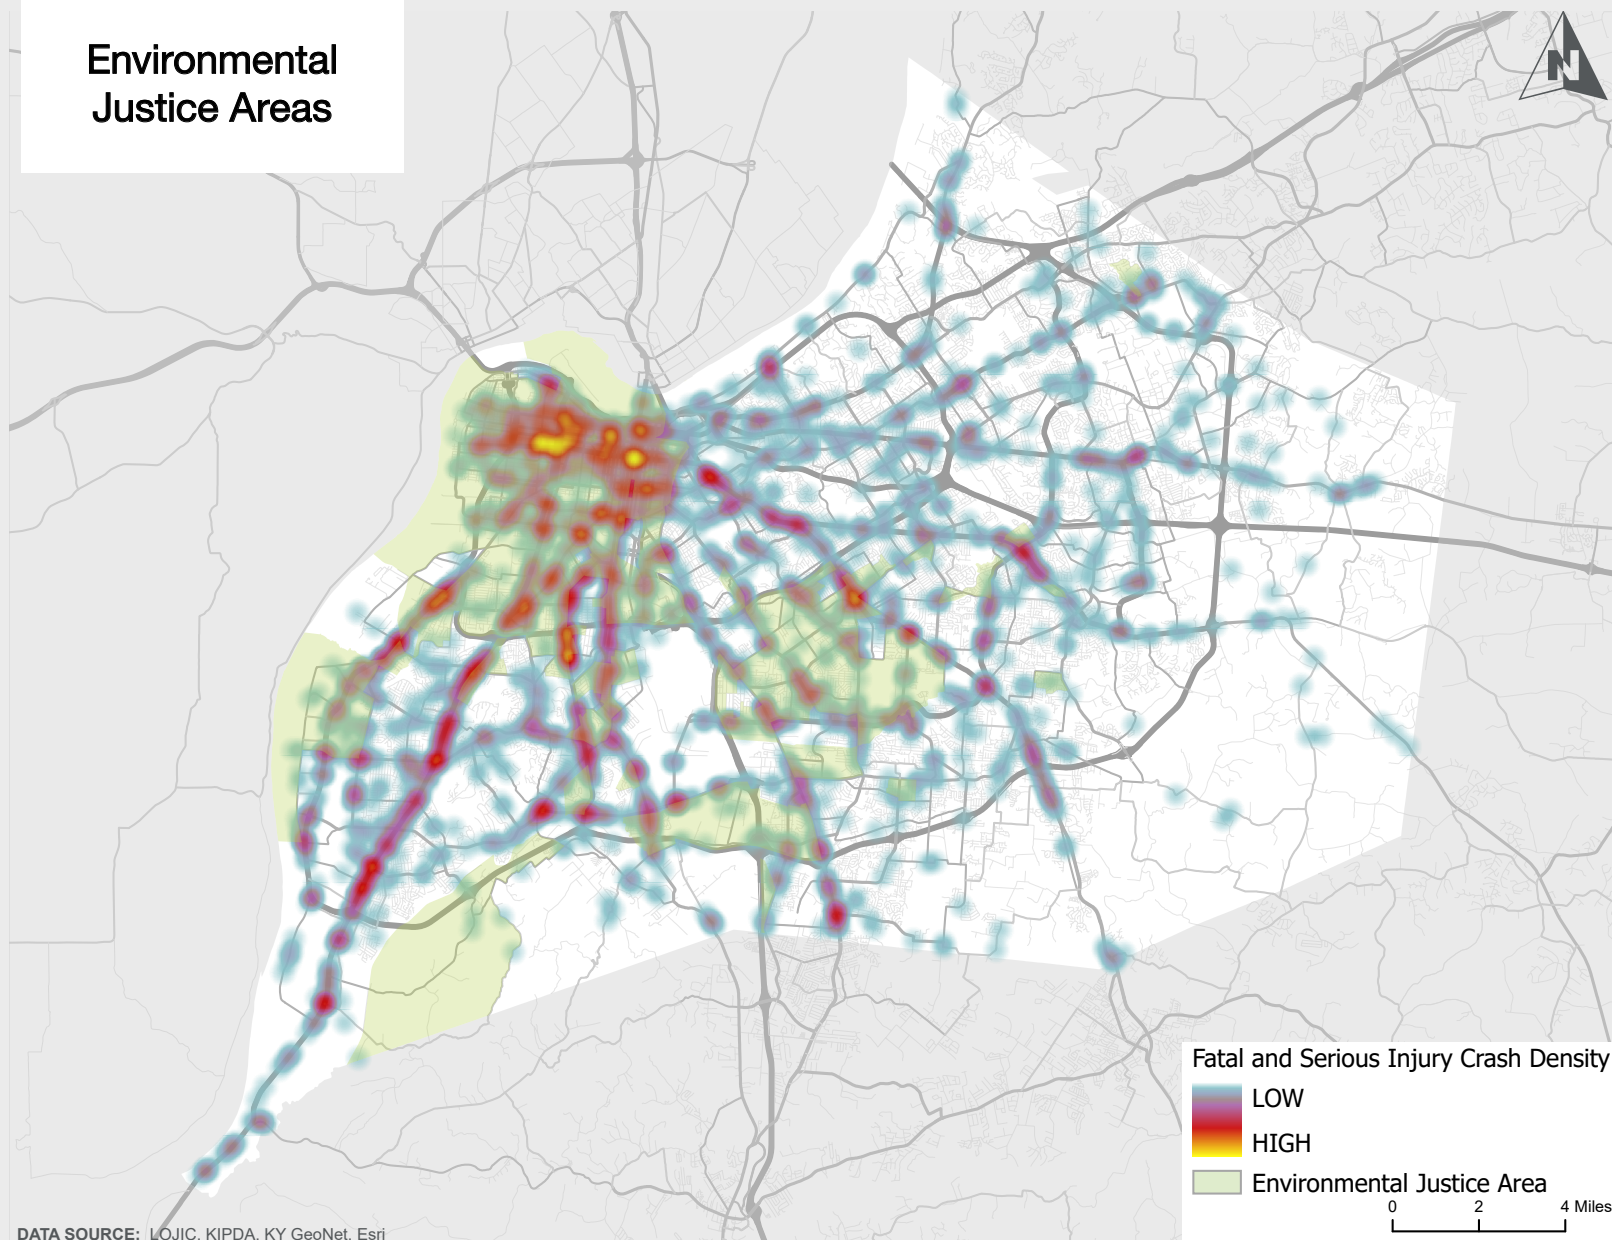 Environmental
Justice Areas
N
Fatal and Serious Injury Crash Density
LOW
HIGH
Environmental Justice Area
0 2 4 Miles
DATA SOURCE: LOJIC, KIPDA, KY GeoNet, Esri